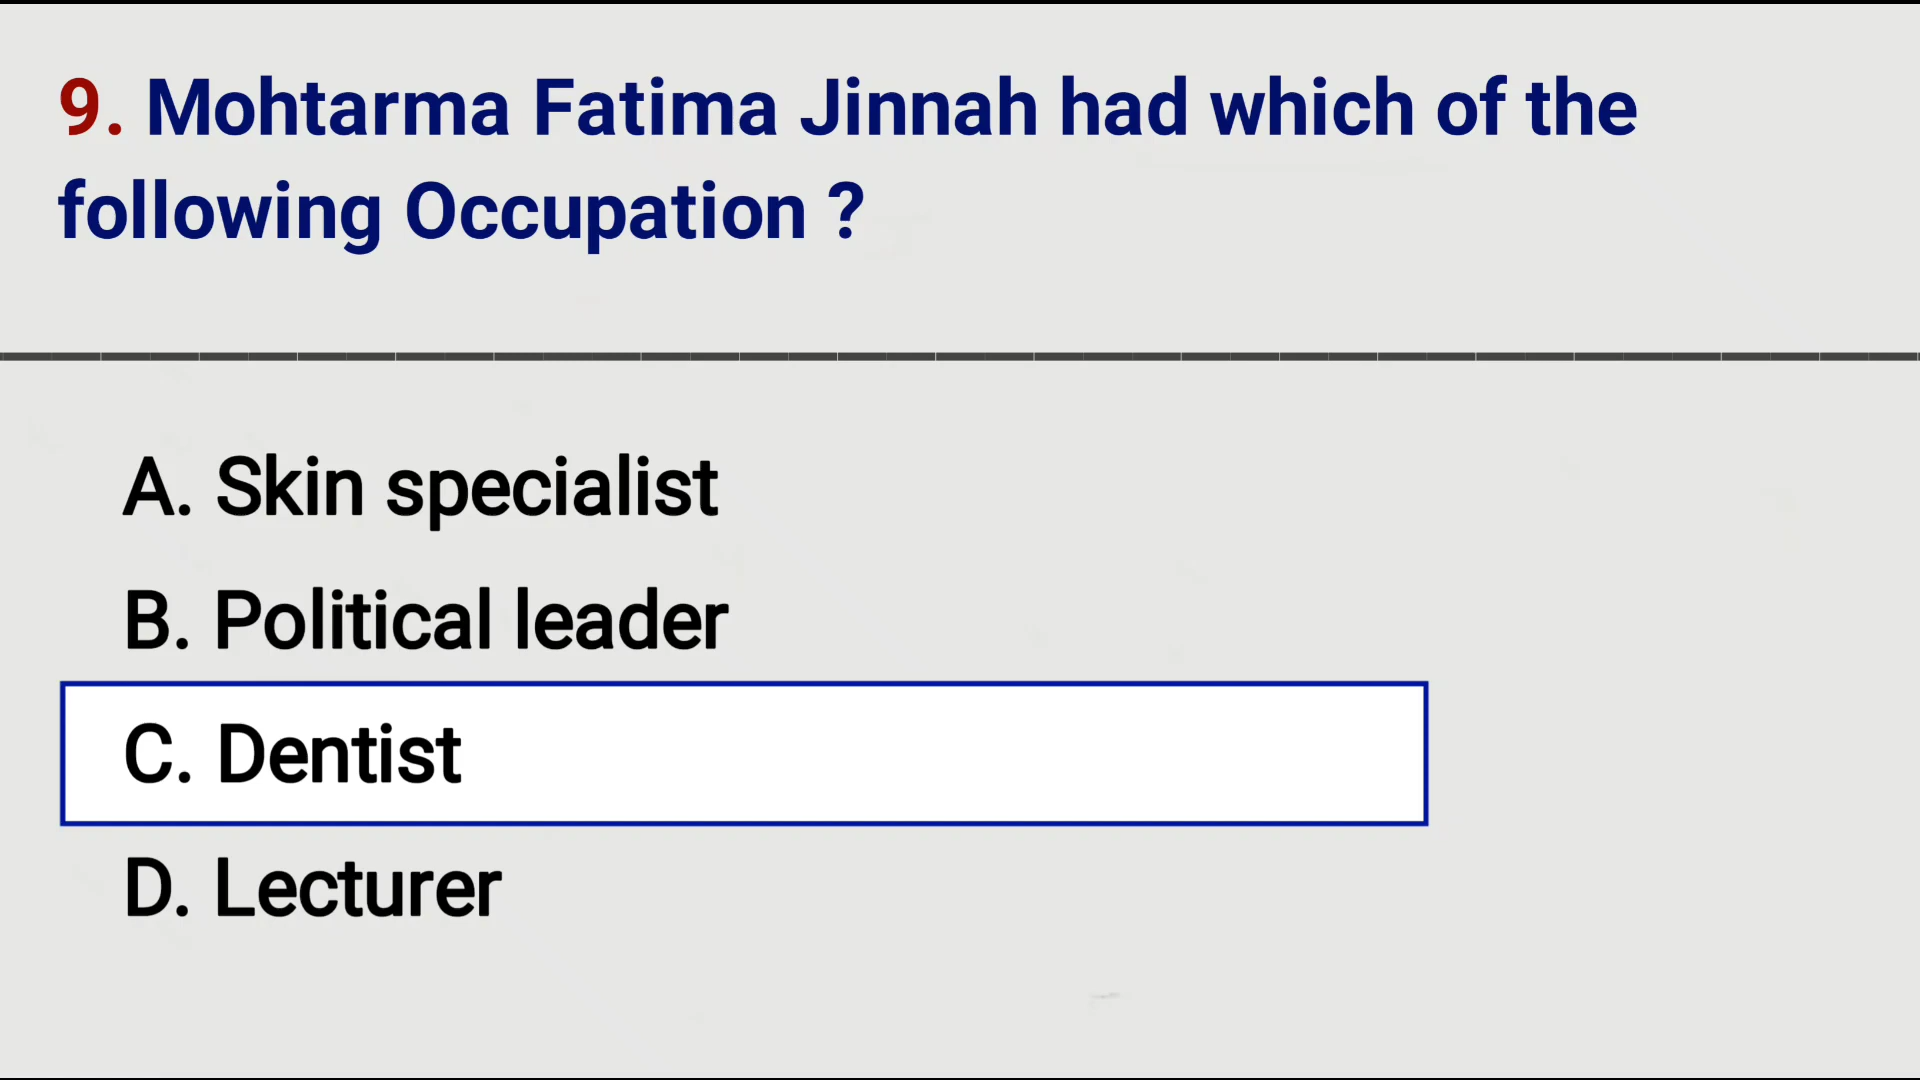 9. Mohtarma Fatima Jinnah had which of the
following Occupation ?
A. Skin specialist
B. Political leader
C. Dentist
D. Lecturer